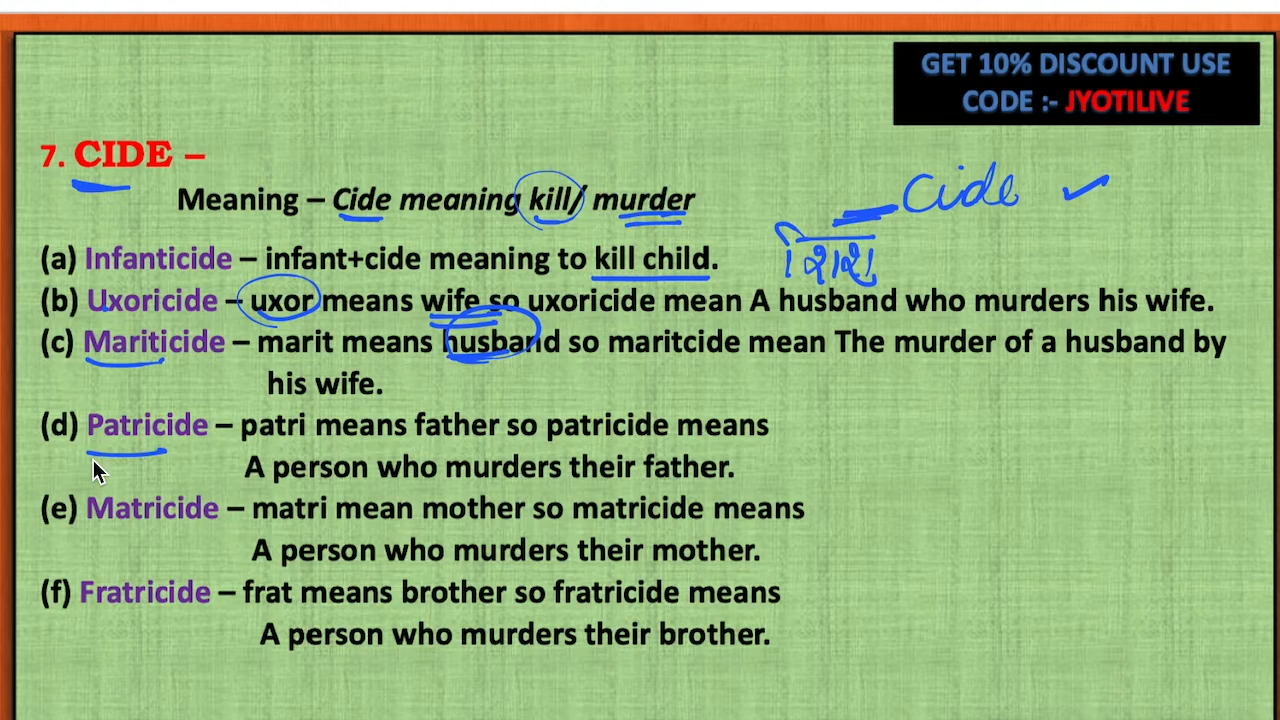 GET 10% DISCOUNT USE
CODE :- JYOTILIVE
7. CIDE –
Meaning – Cide meaning kill/ murder
Cide
(a) Infanticide – infant+cide meaning to kill child.
(b) Uxoricide – uxor means wife so uxoricide mean A husband who murders his wife.
(c) Mariticide – marit means husband so maritcide mean The murder of a husband by
his wife.
(d) Patricide – patri means father so patricide means
A person who murders their father.
(e) Matricide – matri mean mother so matricide means
A person who murders their mother.
(f) Fratricide – frat means brother so fratricide means
A person who murders their brother.